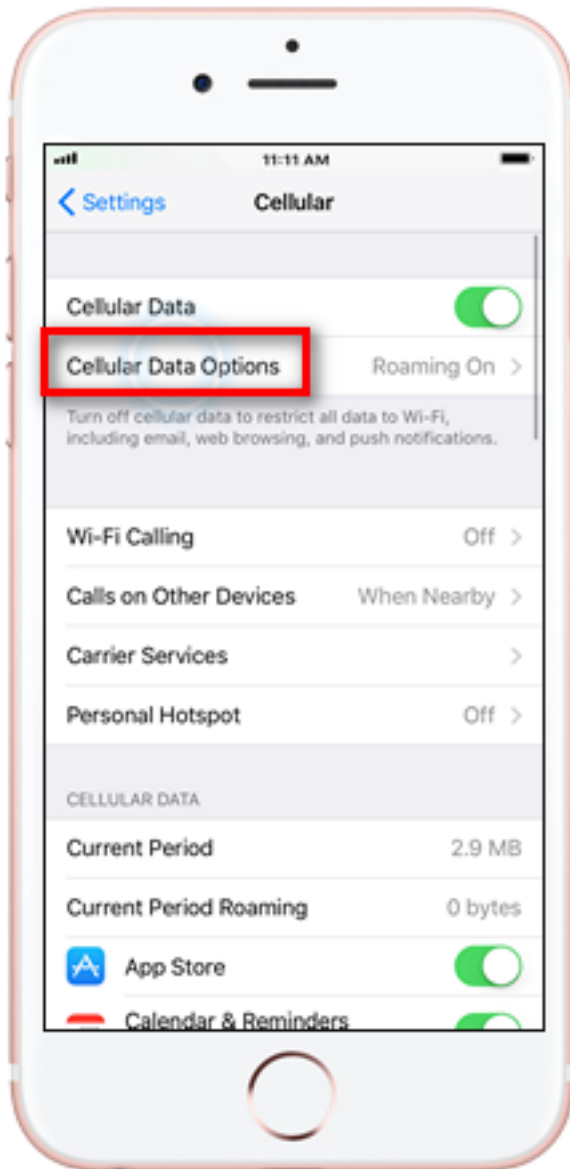 11:11 AM
Settings
Cellular
Cellular Data
Cellular Data Options Roaming On
Turn off cellular data to restrict all data to Wi-Fi,
including email, web browsing, and push notifications.
Wi-Fi Calling Off
Calls on Other Devices When Nearby
Carrier Services
Personal Hotspot Off
CELLULAR DATA
Current Period 2.9 MB
Current Period Roaming 0 bytes
App Store
Calendar & Reminders